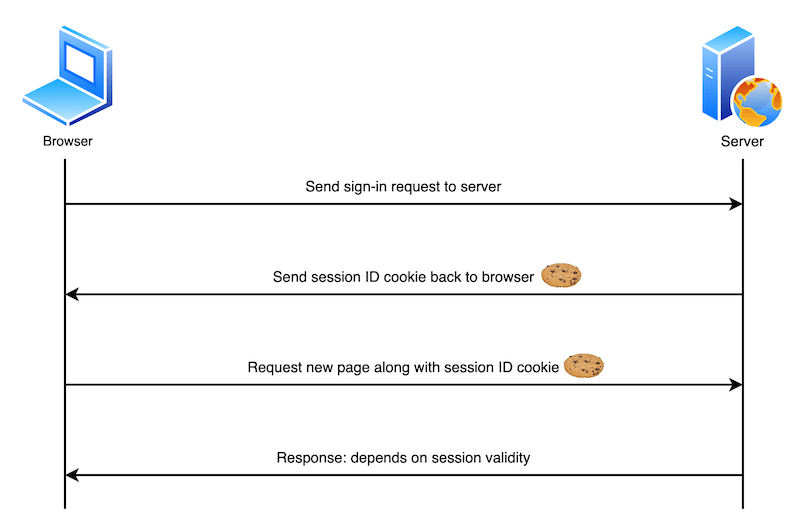 Browser
Server
Send sign-in request to server
Send session ID cookie back to browser
Request new page along with session ID cookie
Response: depends on session validity